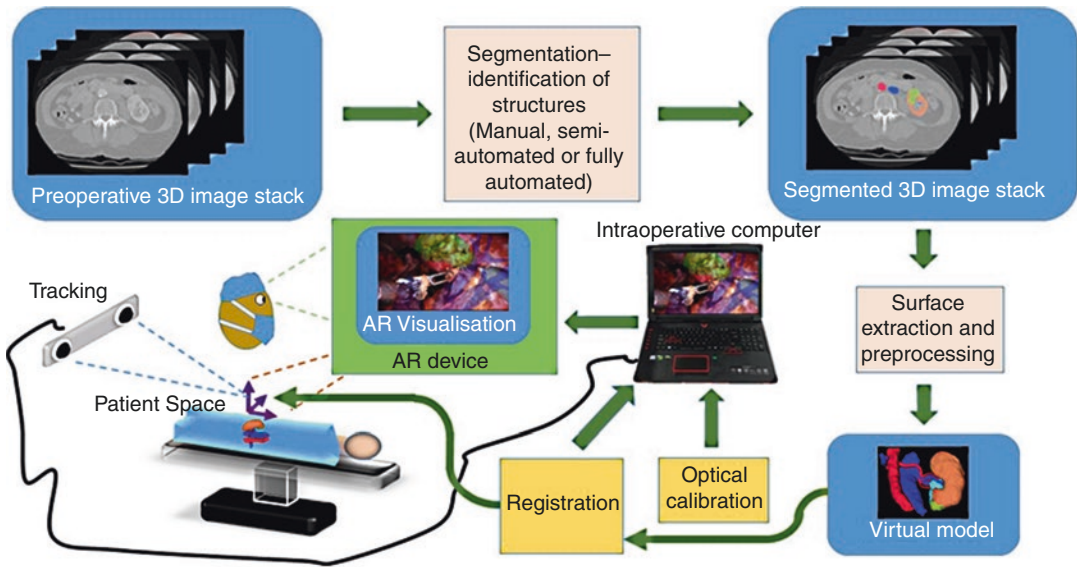 Preoperative 3D image stack
Segmentation–
identification of
structures
(Manual, semi-
automated or fully
automated)
Segmented 3D image stack
Tracking
AR Visualisation
AR device
Intraoperative computer
Surface
extraction and
preprocessing
Patient Space
Registration
Optical
calibration
Virtual model